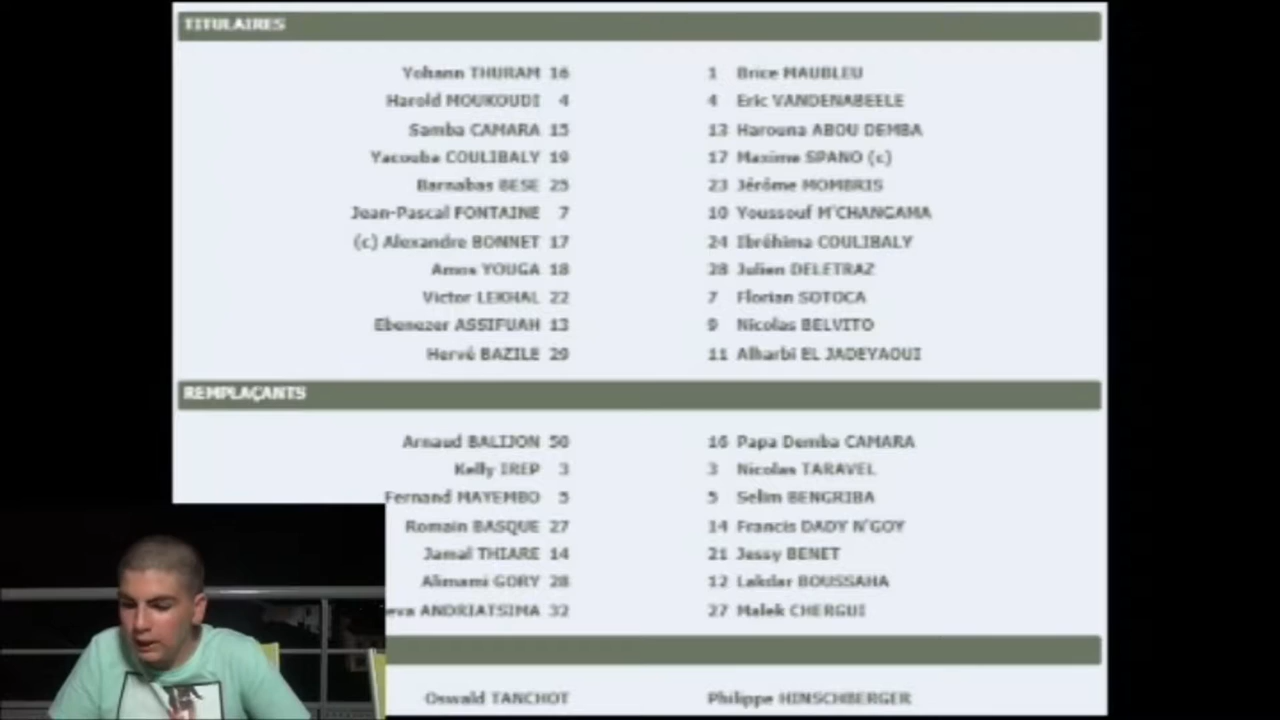 TITULAIRES
Yohann THURAM 16 1 Brice MAUBLEU
Harold MOUKOUDI 4 4 Eric VANDENABEELE
Samba CAMARA 15 13 Harouna ABOU DEMBA
Yacouba COULIBALY 19 17 Maxime SPANO (c)
Barnabas BESE 25 23 Jérôme MOMBRIS
Jean-Pascal FONTAINE 7 10 Youssouf M'CHANGAMA
(c) Alexandre BONNET 17 24 Ibréhima COULIBALY
Amos YOUGA 18 28 Julien DELETRAZ
Victor LEKHAL 22 7 Florian SOTOCA
Ebenezer ASSIFUAH 13 9 Nicolas BELVITO
Hervé BAZILE 29 11 Alharbi EL JADEYAOUI
REMPLAÇANTS
Arnaud BALIJON 50 16 Papa Demba CAMARA
Kelly IREP 3 3 Nicolas TARAVEL
Fernand MAYEMBO 5 5 Selim BENGRIBA
Romain BASQUE 27 14 Francis DADY N'GOY
Jamal THIARE 14 21 Jessy BENET
Alimami GORY 28 12 Lakdar BOUSSAHA
eva ANDRIATSIMA 32 27 Malek CHERGUI
Oswald TANCHOT Philippe HINSCHBERGER